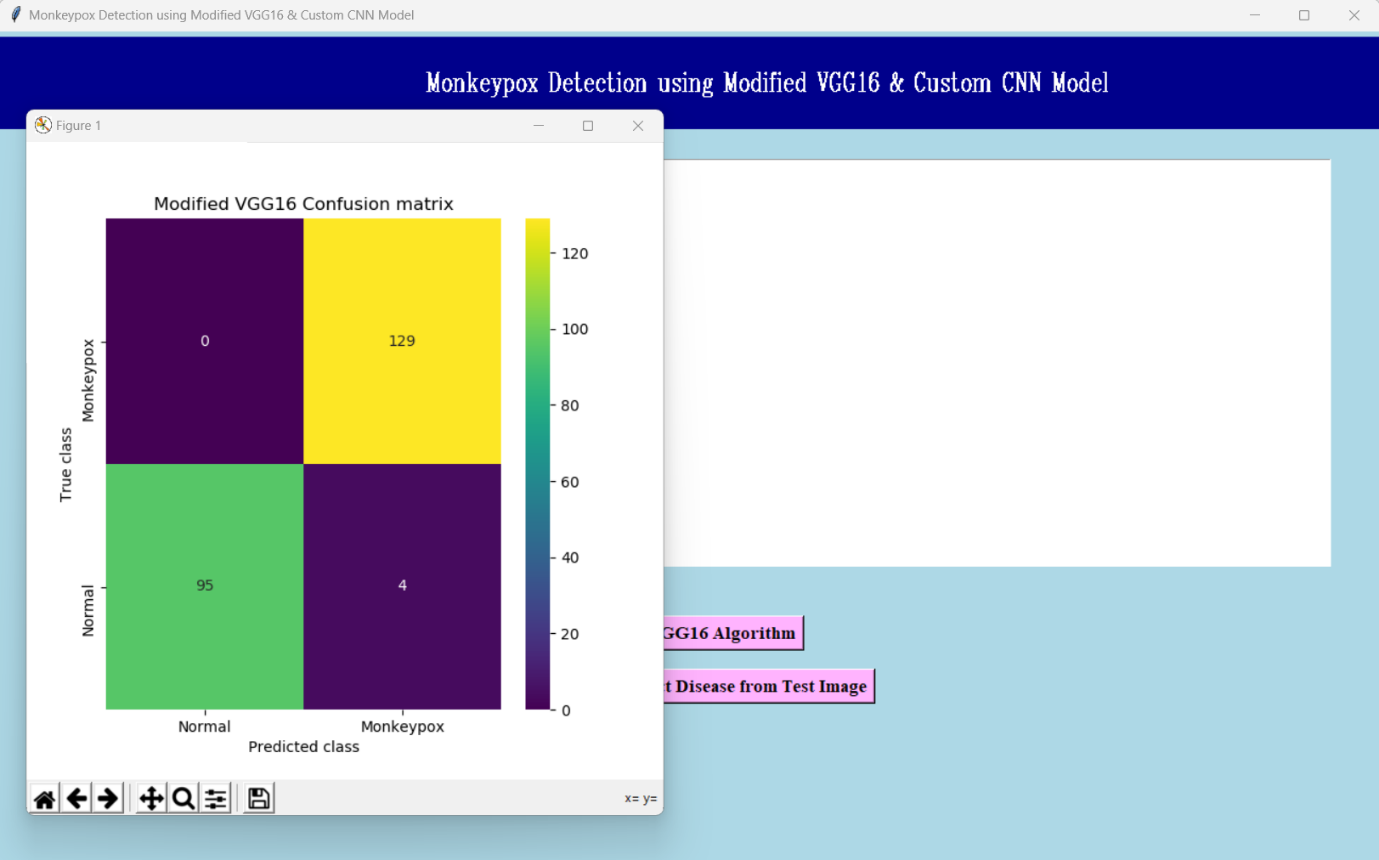 Monkeypox Detection using Modified VGG16 & Custom CNN Model
Monkeypox Detection using Modified VGG16 & Custom CNN Model
Figure 1
Modified VGG16 Confusion matrix
True class
Monkeypox
Normal
0
129
95
4
120
100
80
60
40
20
0
Normal
Monkeypox
Predicted class
x= y=
GG16 Algorithm
t Disease from Test Image